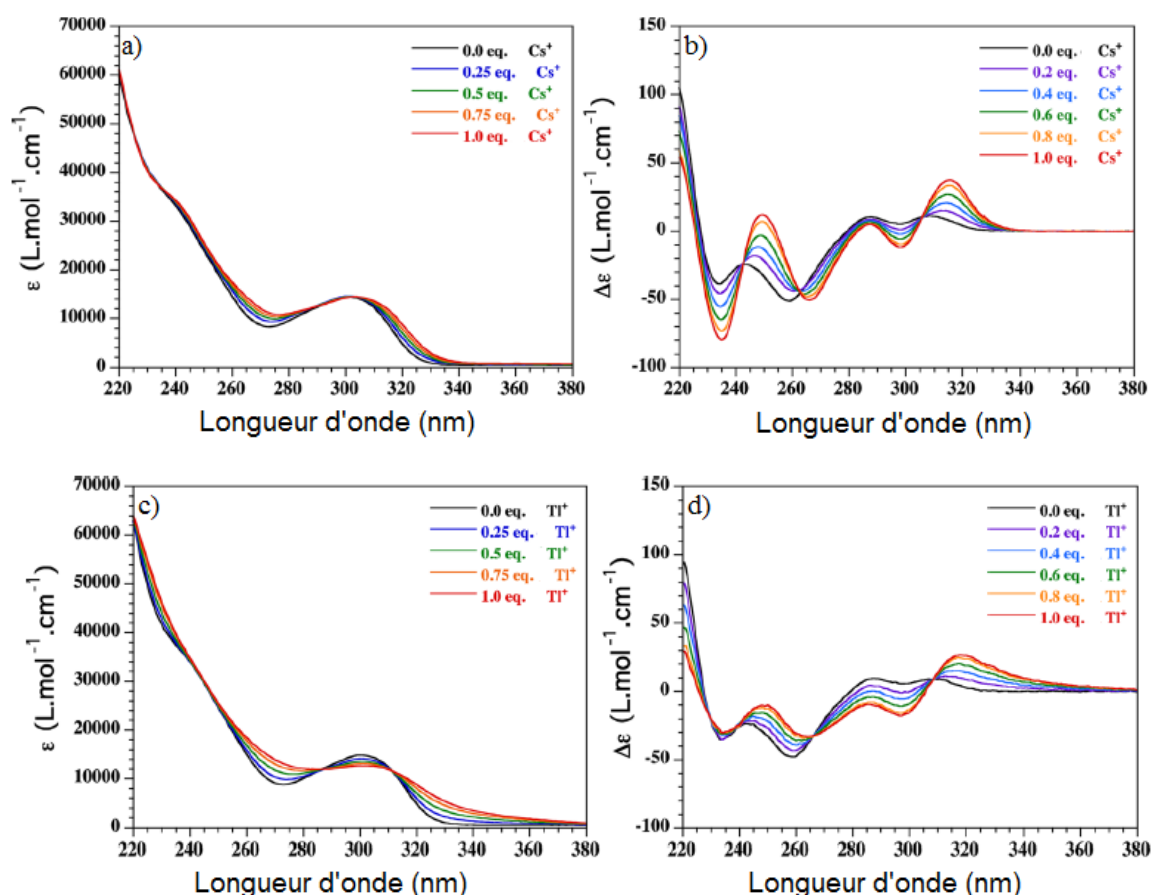 a)
70000
60000
50000
40000
30000
20000
10000
0
ε (L.mol⁻¹.cm⁻¹)
0.0 eq. Cs⁺
0.25 eq. Cs⁺
0.5 eq. Cs⁺
0.75 eq. Cs⁺
1.0 eq. Cs⁺
220 240 260 280 300 320 340 360 380
Longueur d'onde (nm)
b)
150
100
50
0
-50
-100
Δε (L.mol⁻¹.cm⁻¹)
0.0 eq. Cs⁺
0.2 eq. Cs⁺
0.4 eq. Cs⁺
0.6 eq. Cs⁺
0.8 eq. Cs⁺
1.0 eq. Cs⁺
220 240 260 280 300 320 340 360 380
Longueur d'onde (nm)
c)
70000
60000
50000
40000
30000
20000
10000
0
ε (L.mol⁻¹.cm⁻¹)
0.0 eq. Tl⁺
0.25 eq. Tl⁺
0.5 eq. Tl⁺
0.75 eq. Tl⁺
1.0 eq. Tl⁺
220 240 260 280 300 320 340 360 380
Longueur d'onde (nm)
d)
150
100
50
0
-50
-100
Δε (L.mol⁻¹.cm⁻¹)
0.0 eq. Tl⁺
0.2 eq. Tl⁺
0.4 eq. Tl⁺
0.6 eq. Tl⁺
0.8 eq. Tl⁺
1.0 eq. Tl⁺
220 240 260 280 300 320 340 360 380
Longueur d'onde (nm)